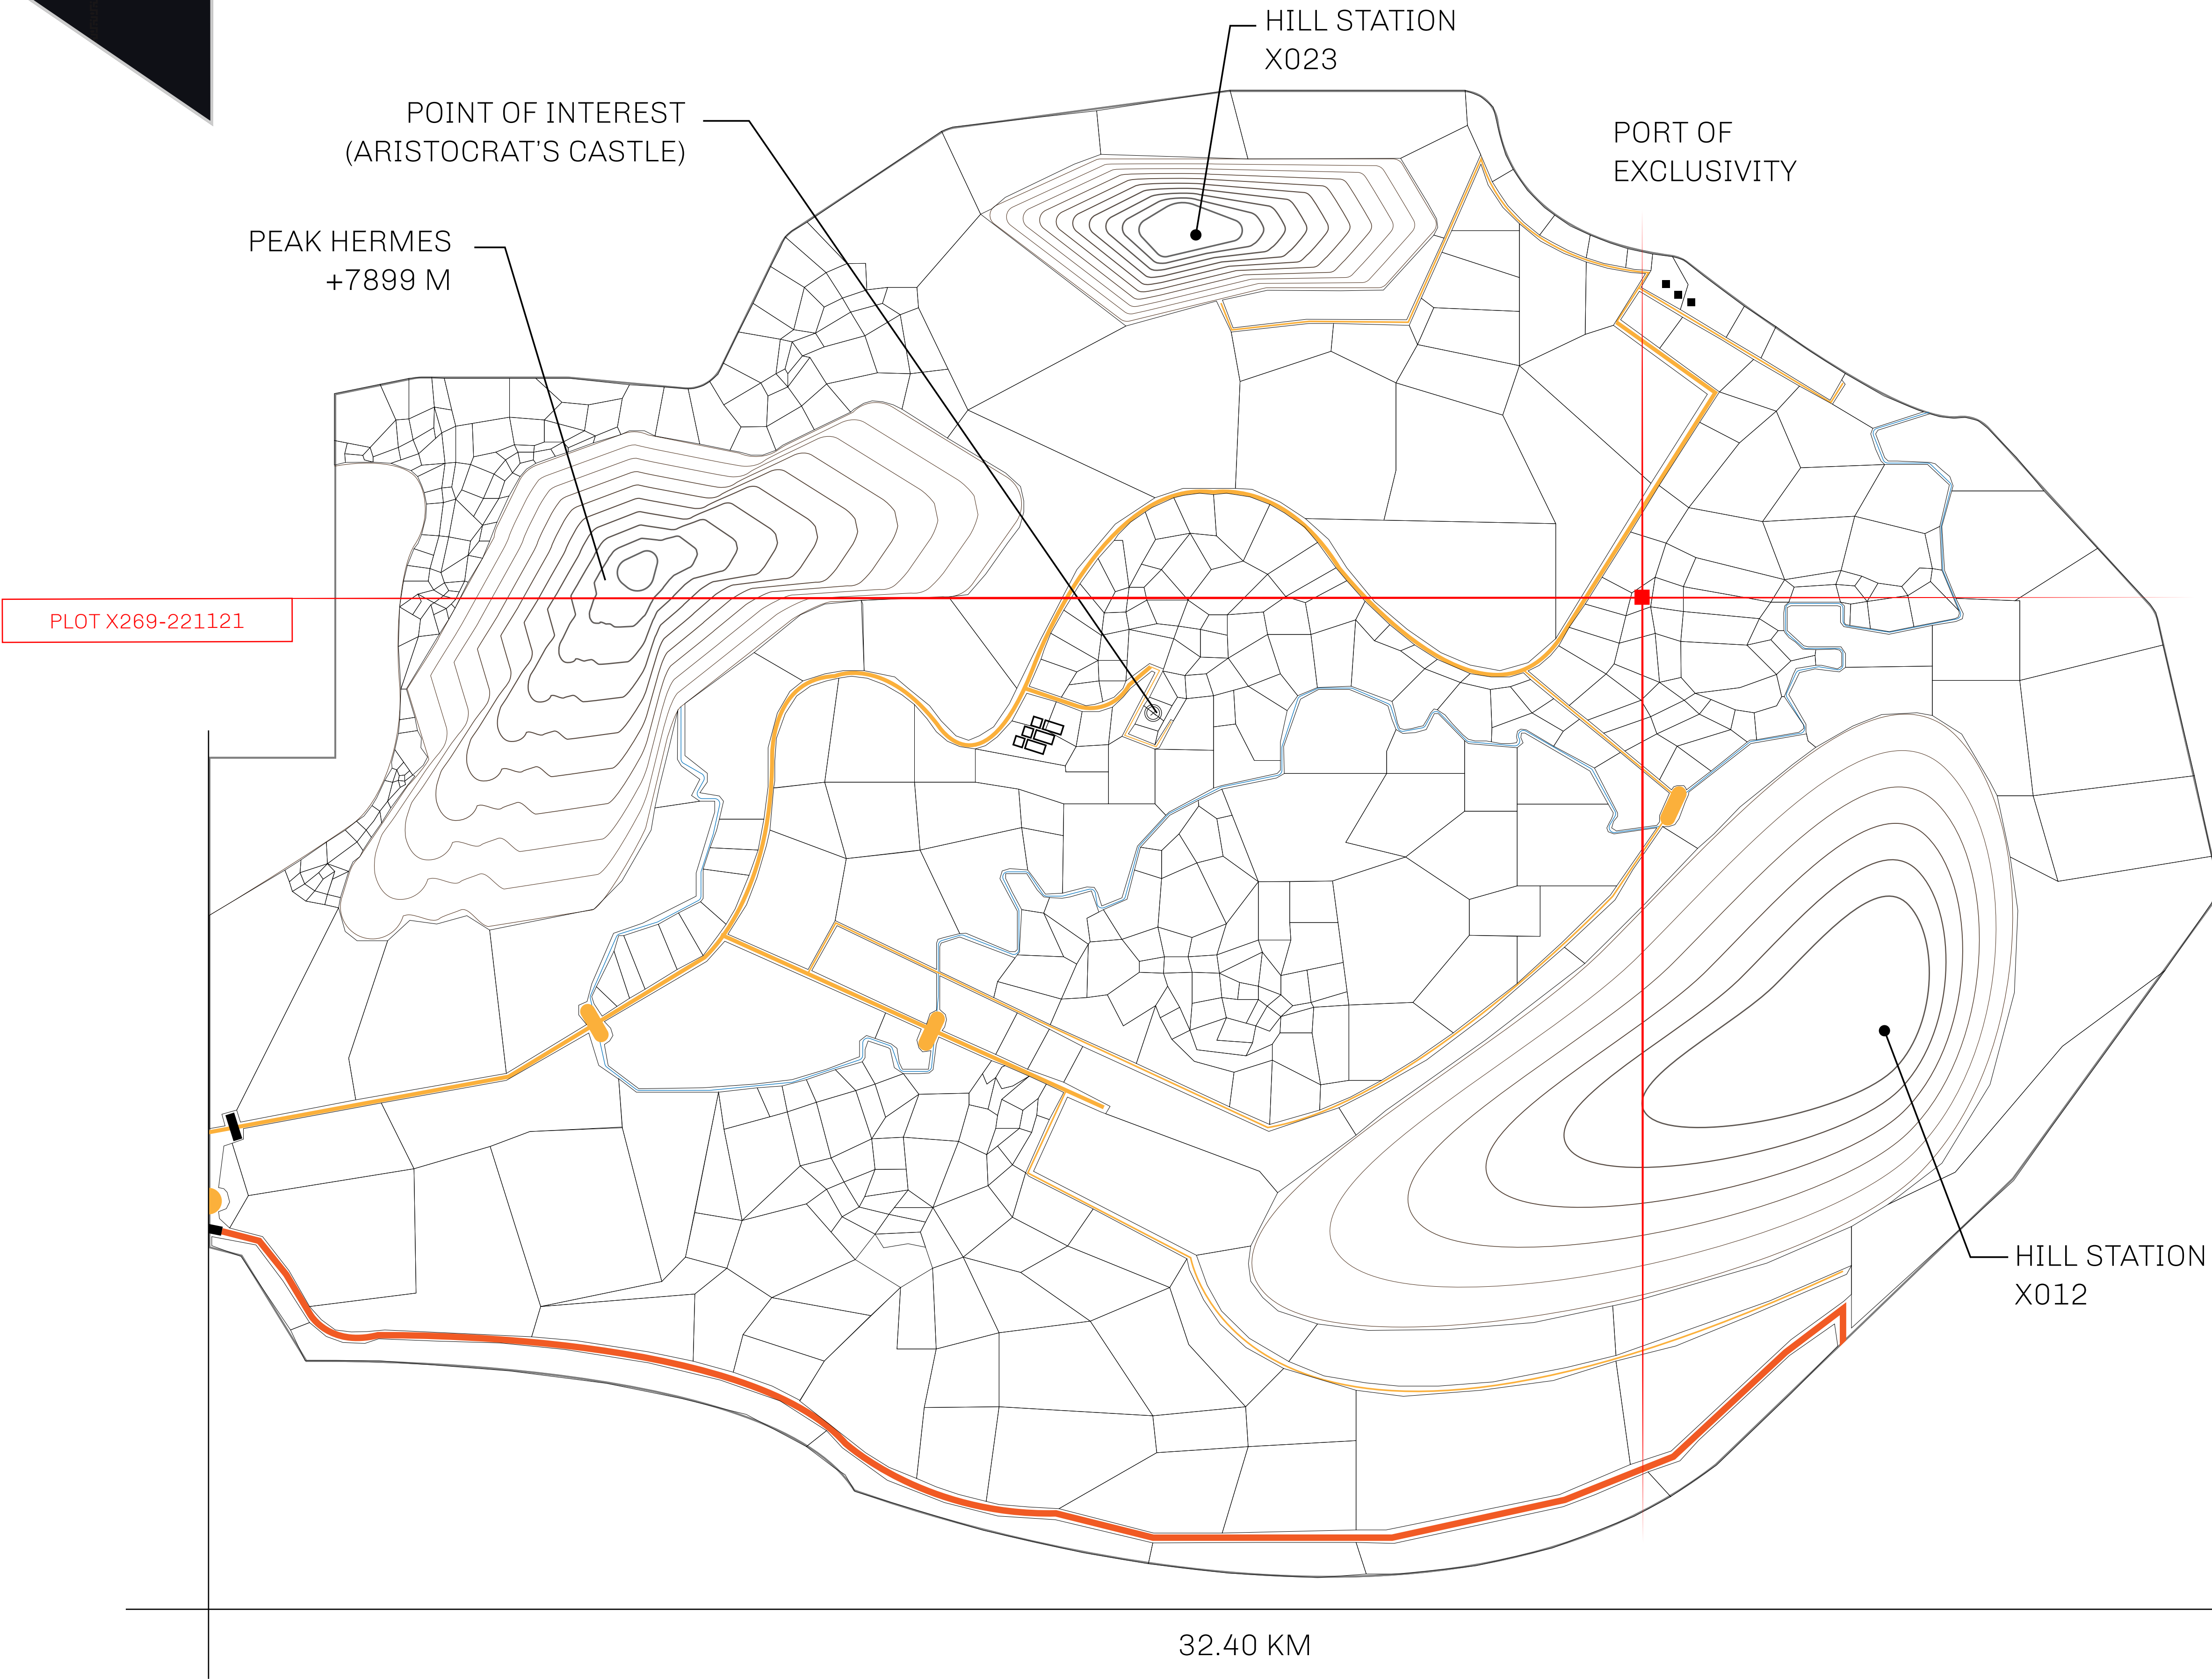 HILL STATION
X023
POINT OF INTEREST
(ARISTOCRAT'S CASTLE)
PORT OF
EXCLUSIVITY
PEAK HERMES
+7899 M
PLOT X269-221121
HILL STATION
X012
32.40 KM